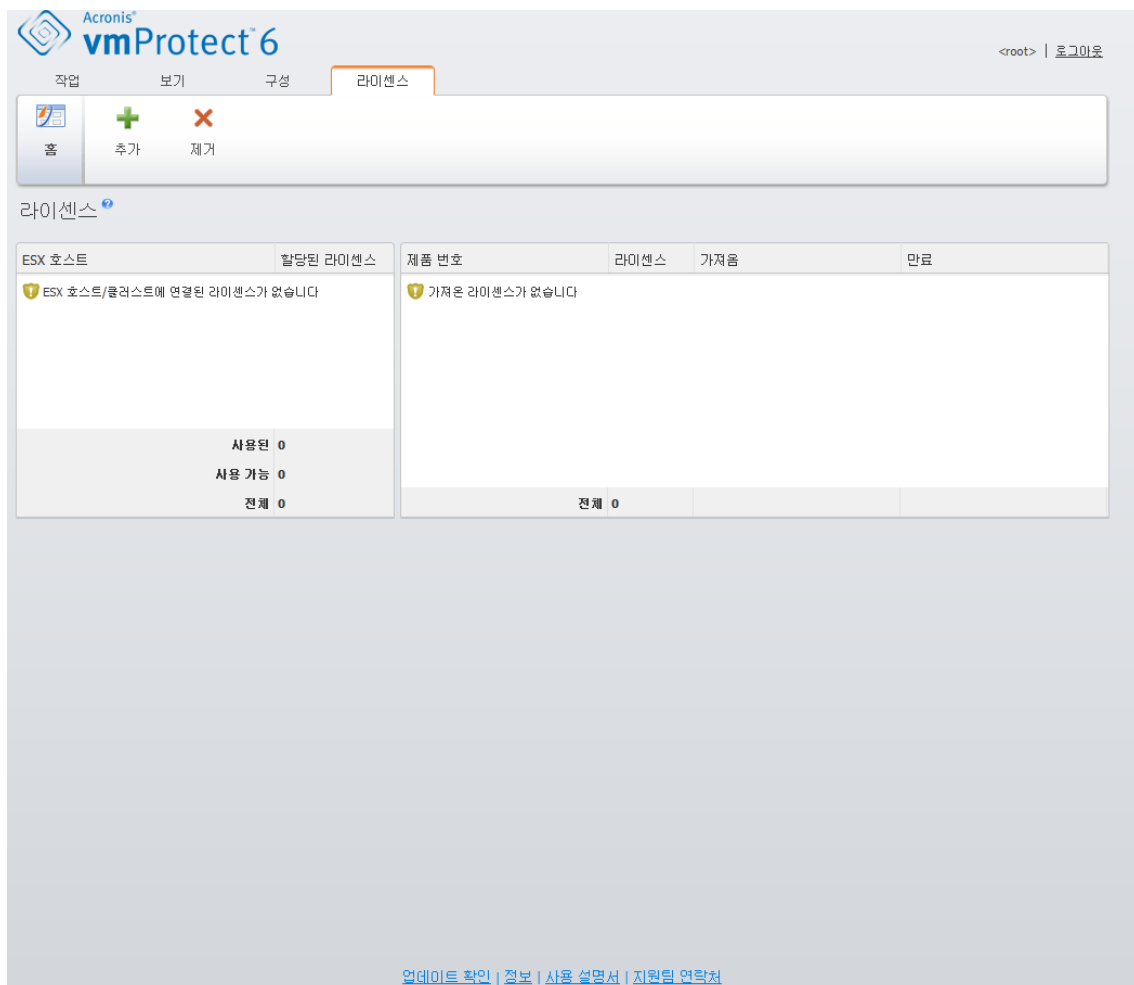 Acronis®
vmProtect™ 6
<root> | 로그아웃
작업 보기 구성 라이센스
홈 추가 제거
라이센스
ESX 호스트 할당된 라이센스
ESX 호스트/클러스트에 연결된 라이센스가 없습니다
사용된 0
사용 가능 0
전체 0
제품 번호 라이센스 가져옴 만료
가져온 라이센스가 없습니다
전체 0
업데이트 확인 | 정보 | 사용 설명서 | 지원팀 연락처